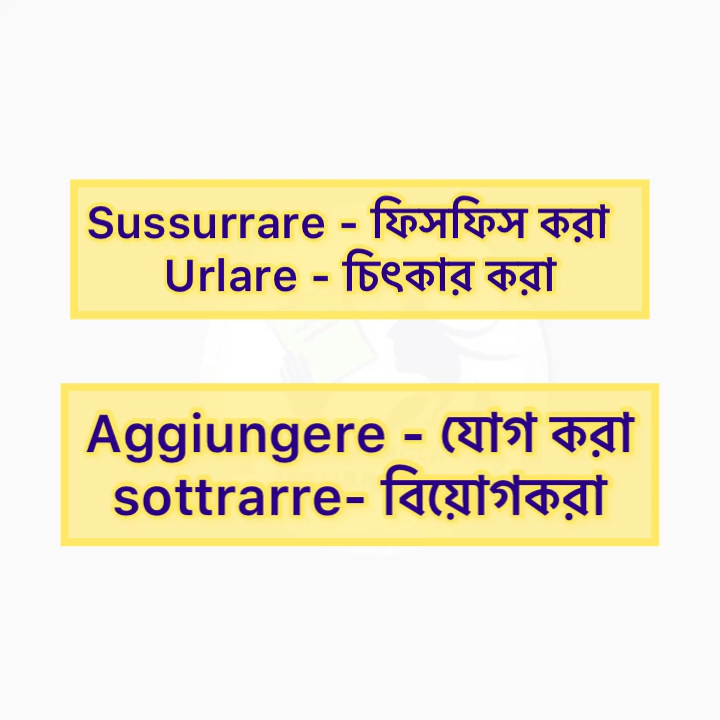 Sussurrare - ফিসফিস করা
Urlare - চিৎকার করা
Aggiungere - যোগ করা
sottrarre- বিয়োগকরা